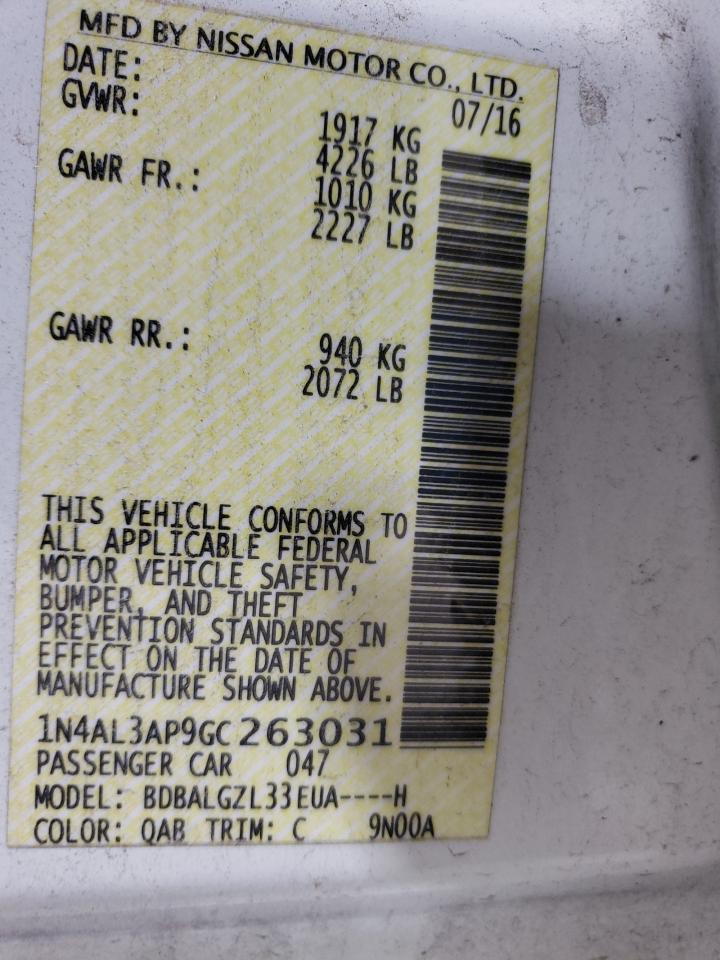 MFD BY NISSAN MOTOR CO., LTD.
DATE: 07/16
GVWR: 1917 KG
4226 LB
GAWR FR.: 1010 KG
2227 LB
GAWR RR.: 940 KG
2072 LB
THIS VEHICLE CONFORMS TO
ALL APPLICABLE FEDERAL
MOTOR VEHICLE SAFETY,
BUMPER, AND THEFT
PREVENTION STANDARDS IN
EFFECT ON THE DATE OF
MANUFACTURE SHOWN ABOVE.
1N4AL3AP9GC263031
PASSENGER CAR 047
MODEL: BDBALGZL33EUA----H
COLOR: QAB TRIM: C 9N00A